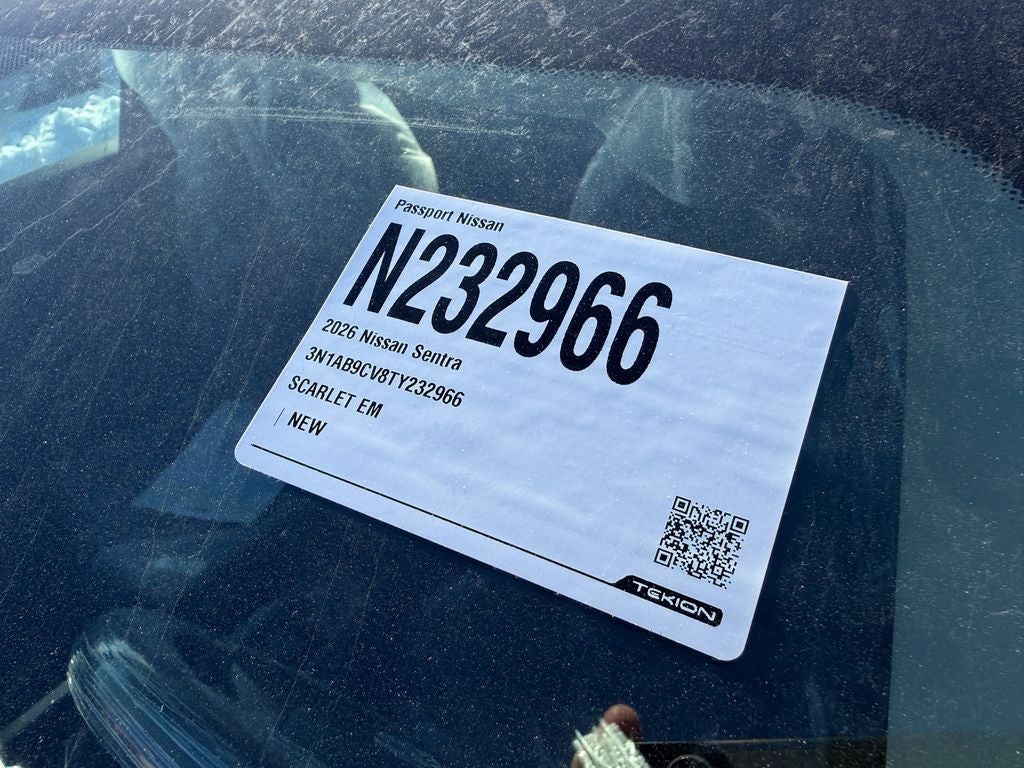 Passport Nissan
N232966
2026 Nissan Sentra
3N1AB9CV8TY232966
SCARLET EM
| NEW
TEKION